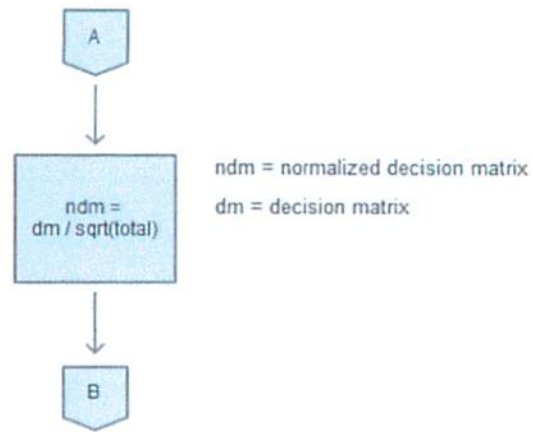 A
ndm =
dm / sqrt(total)
ndm = normalized decision matrix
dm = decision matrix
B